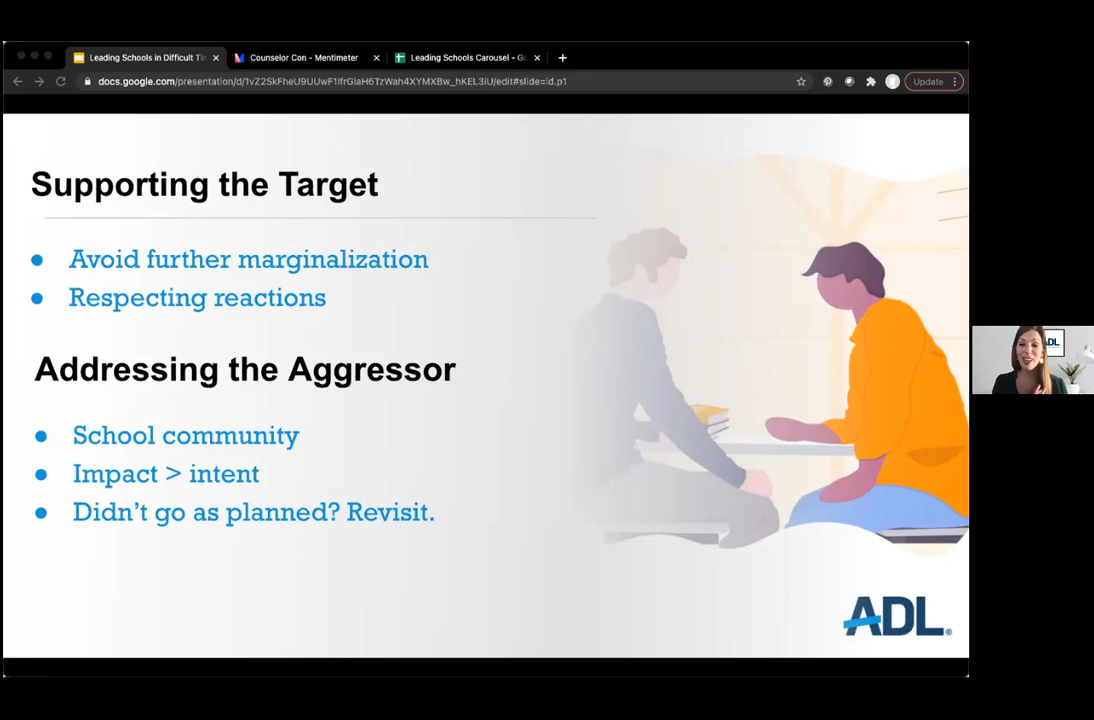 Leading Schools in Difficult Ti
Counselor Con - Mentimeter
Leading Schools Carousel - Go
docs.google.com/presentation/d/1vZ2SkFheU9UUwF1IfrGiaH6TzWah4XYMXBw_hKEL3iU/edit#slide=id.p1
Update
Supporting the Target
• Avoid further marginalization
• Respecting reactions
Addressing the Aggressor
• School community
• Impact > intent
• Didn't go as planned? Revisit.
ADL
ADL®